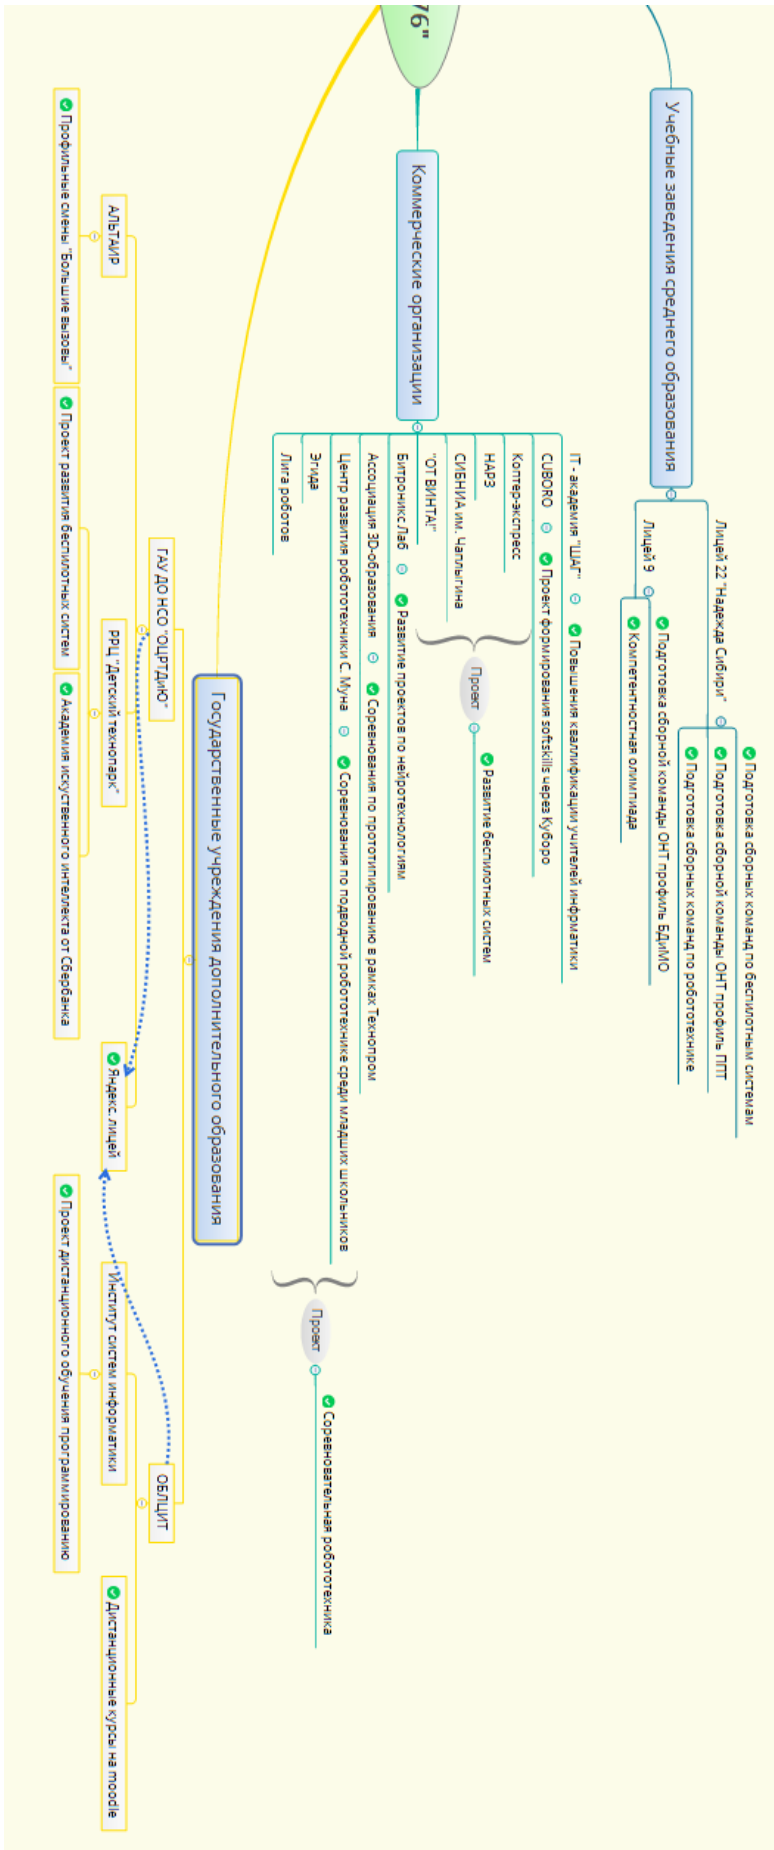 76"
Учебные заведения среднего образования
Лицей 22 "Надежда Сибири"
Подготовка сборных команд по беспилотным системам
Подготовка сборной команды ОНТ профиль ППТ
Подготовка сборных команд по робототехнике
Лицей 9
Подготовка сборной команды ОНТ профиль БДиМО
Компетентностная олимпиада
Коммерческие организации
IT - академия "ШАГ"
Повышения кваллификации учителей инфрматики
CUBORO
Проект формирования softskills через Куборо
Коптер-экспресс
НАРЗ
СИБНИА им. Чаплыгина
"ОТ ВИНТА!"
Проект
Развитие беспилотных систем
Битроникс Лаб
Развитие проектов по нейротехнологиям
Ассоциация 3D-образования
Соревнования по прототипированию в рамках Технопром
Центр развития робототехники С. Муна
Соревнования по подводной робототехнике среди младших школьников
Эгида
Лига роботов
Проект
Соревновательная робототехника
Государственные учреждения дополнительного образования
ГАУ ДО НСО "ОЦРТДиЮ"
АЛЬТАИР
Профильные смены "Большие вызовы"
РРЦ "Детский технопарк"
Проект развития беспилотных систем
Академия искуственного интеллекта от Сбербанка
Яндекс. лицей
ОБЛЦИТ
Институт систем информатики
Проект дистанционного обучения программированию
Дистанционные курсы на moodle